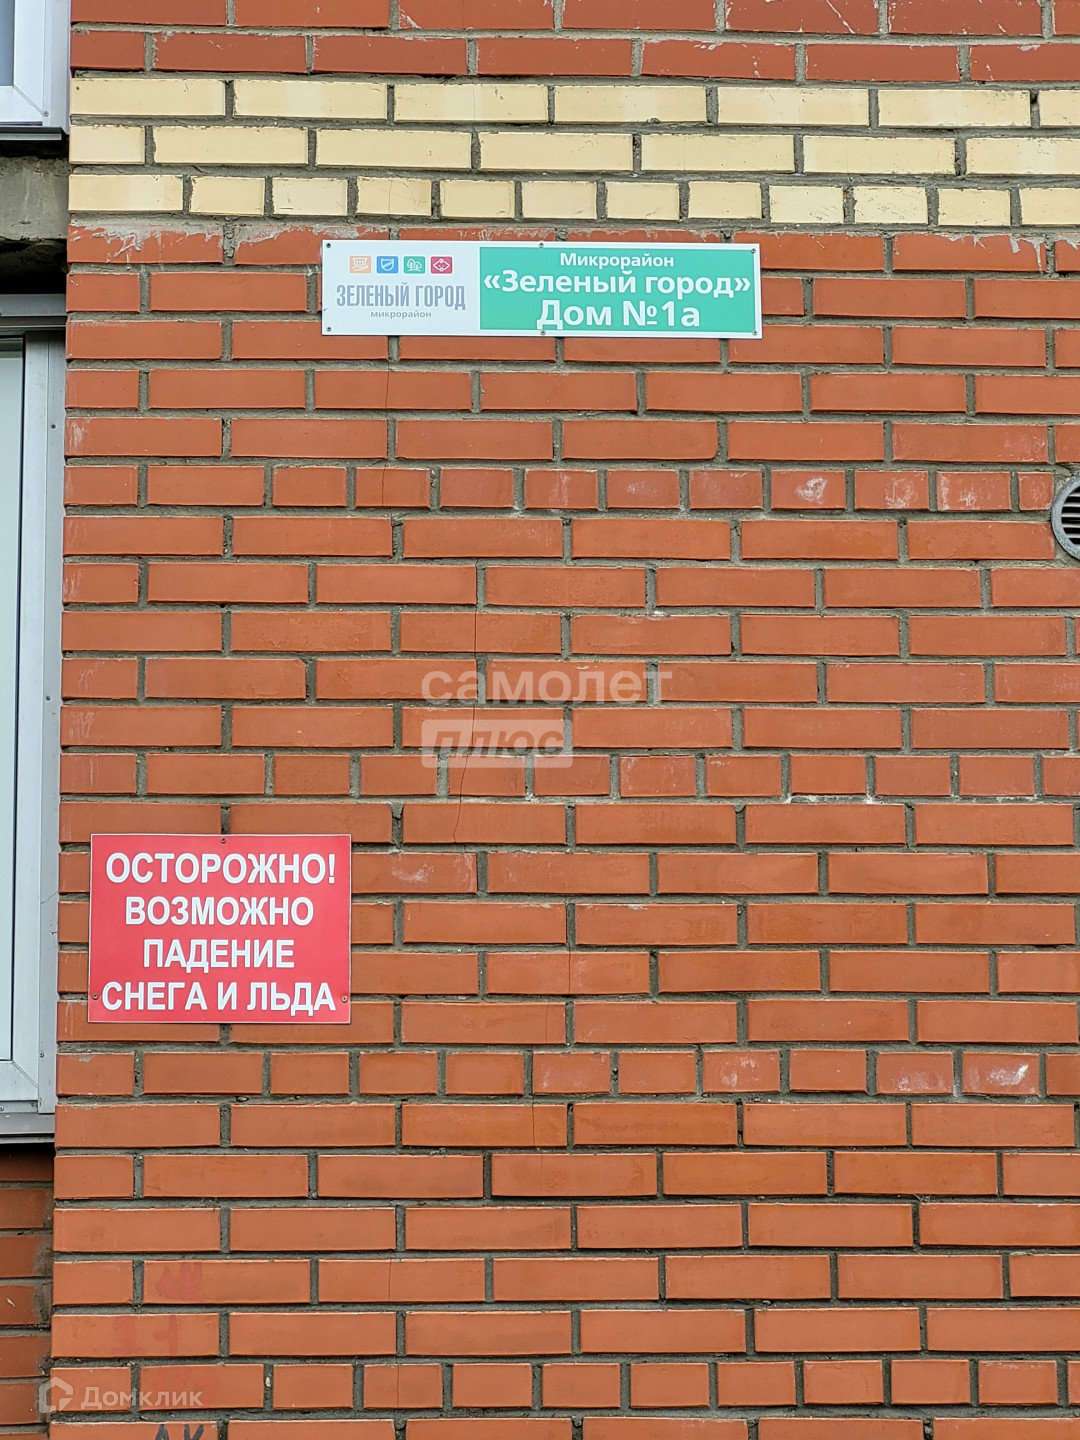 ЗЕЛЕНЫЙ ГОРОД
микрорайон
Микрорайон
«Зеленый город»
Дом №1а
самолет
плюс
ОСТОРОЖНО!
ВОЗМОЖНО
ПАДЕНИЕ
СНЕГА И ЛЬДА
Домклик